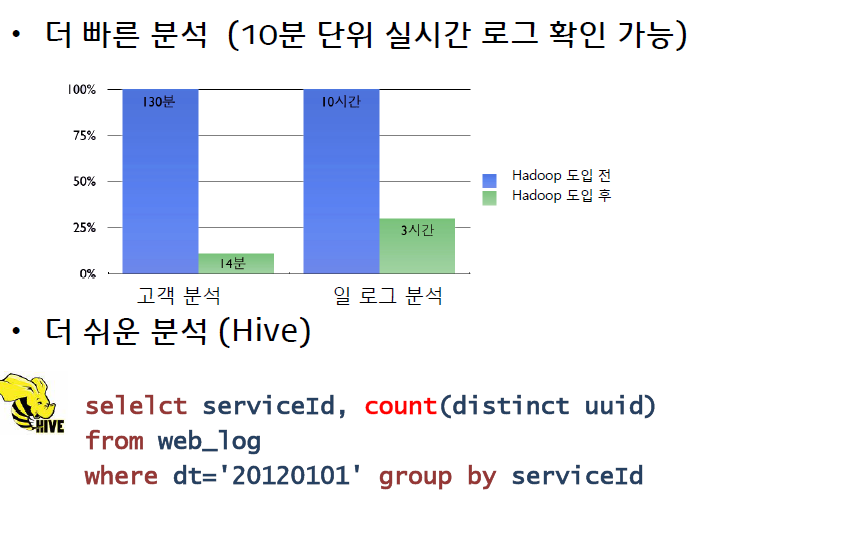 • 더 빠른 분석 (10분 단위 실시간 로그 확인 가능)
100%
130분
10시간
75%
50%
Hadoop 도입 전
Hadoop 도입 후
25%
3시간
14분
0%
고객 분석
일 로그 분석
• 더 쉬운 분석 (Hive)
HIVE
selelct serviceId, count(distinct uuid)
from web_log
where dt='20120101' group by serviceId